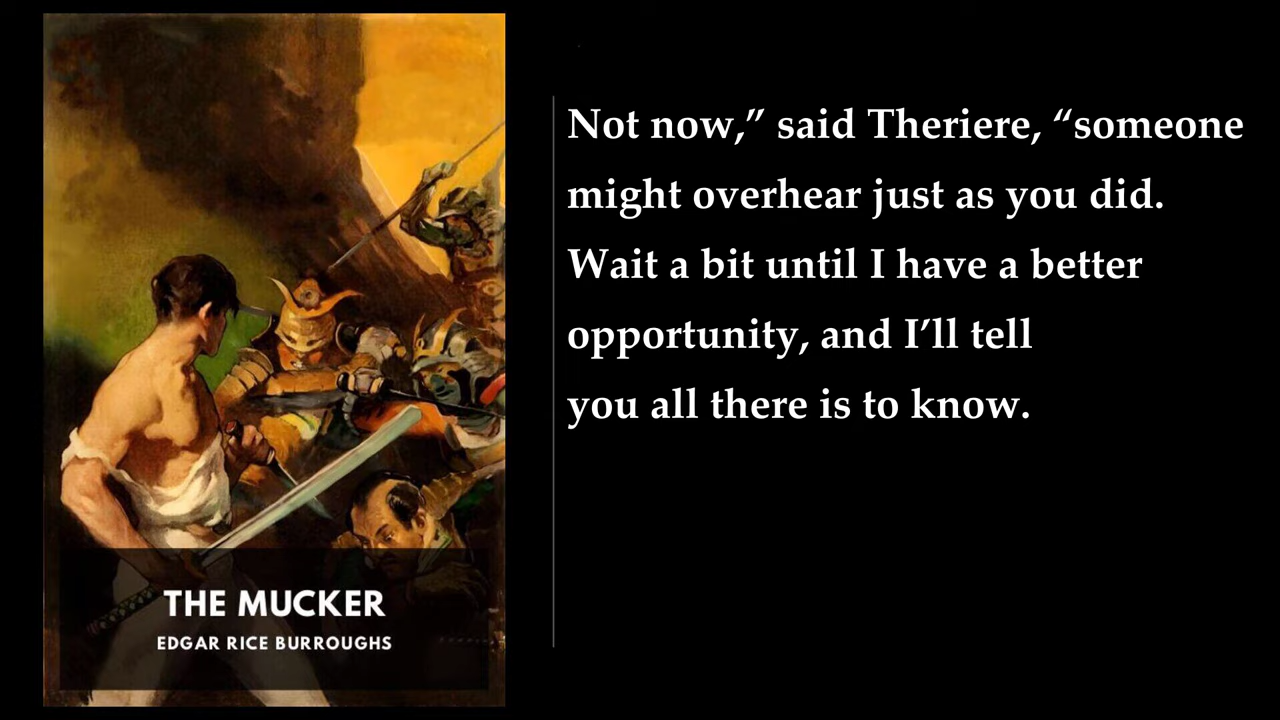 Not now,” said Theriere, “someone
might overhear just as you did.
Wait a bit until I have a better
opportunity, and I’ll tell
you all there is to know.
THE MUCKER
EDGAR RICE BURROUGHS